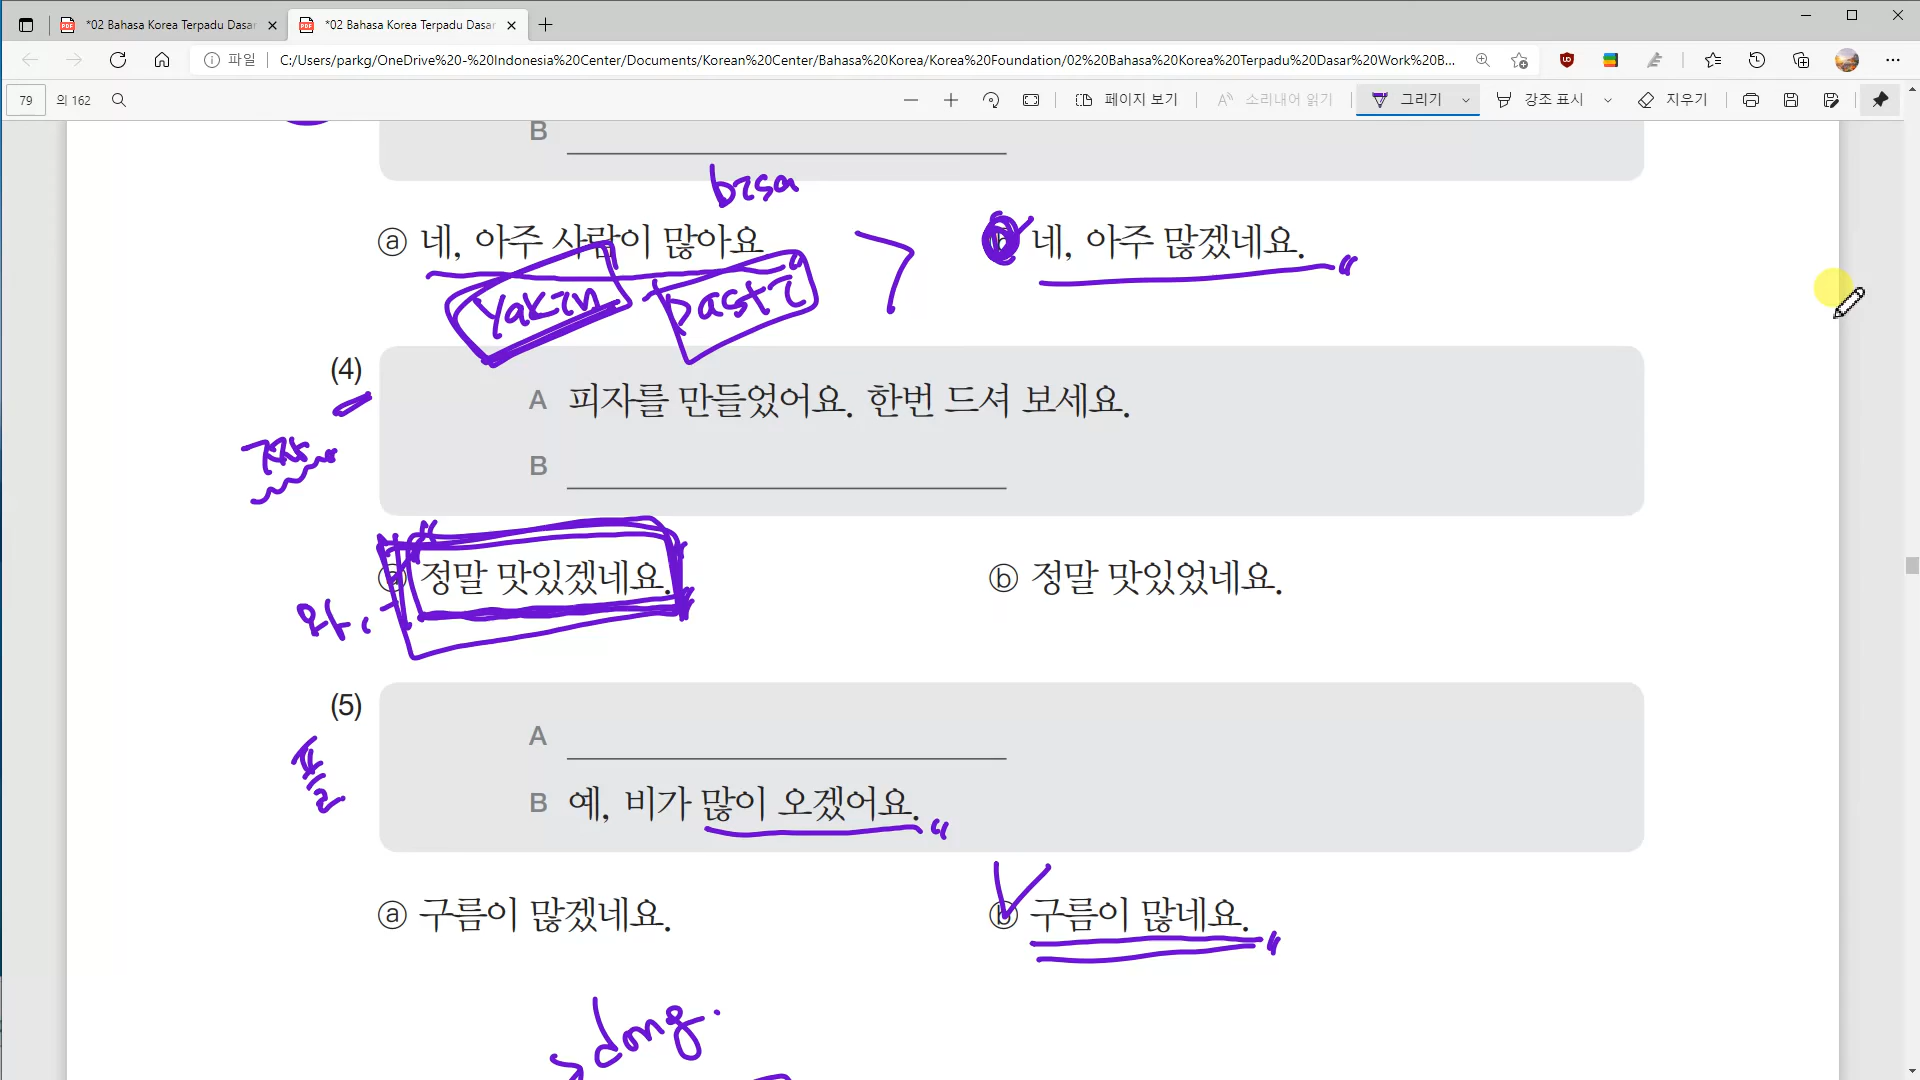 *02 Bahasa Korea Terpadu Dasar
*02 Bahasa Korea Terpadu Dasar
파일 C:/Users/parkg/OneDrive%20-%20Indonesia%20Center/Documents/Korean%20Center/Bahasa%20Korea/Korea%20Foundation/02%20Bahasa%20Korea%20Terpadu%20Dasar%20Work%20B...
79 의 162 페이지 보기 소리내어 읽기 그리기 강조 표시 지우기
B
bisa
ⓐ 네, 아주 사람이 많아요 ⓑ 네, 아주 많겠네요.
Yakin pasti
(4)
A 피자를 만들었어요. 한번 드셔 보세요.
B
ⓐ 정말 맛있겠네요. ⓑ 정말 맛있었네요.
와,
(5)
A
B 예, 비가 많이 오겠어요.
ⓐ 구름이 많겠네요. ⓑ 구름이 많네요.
dong.